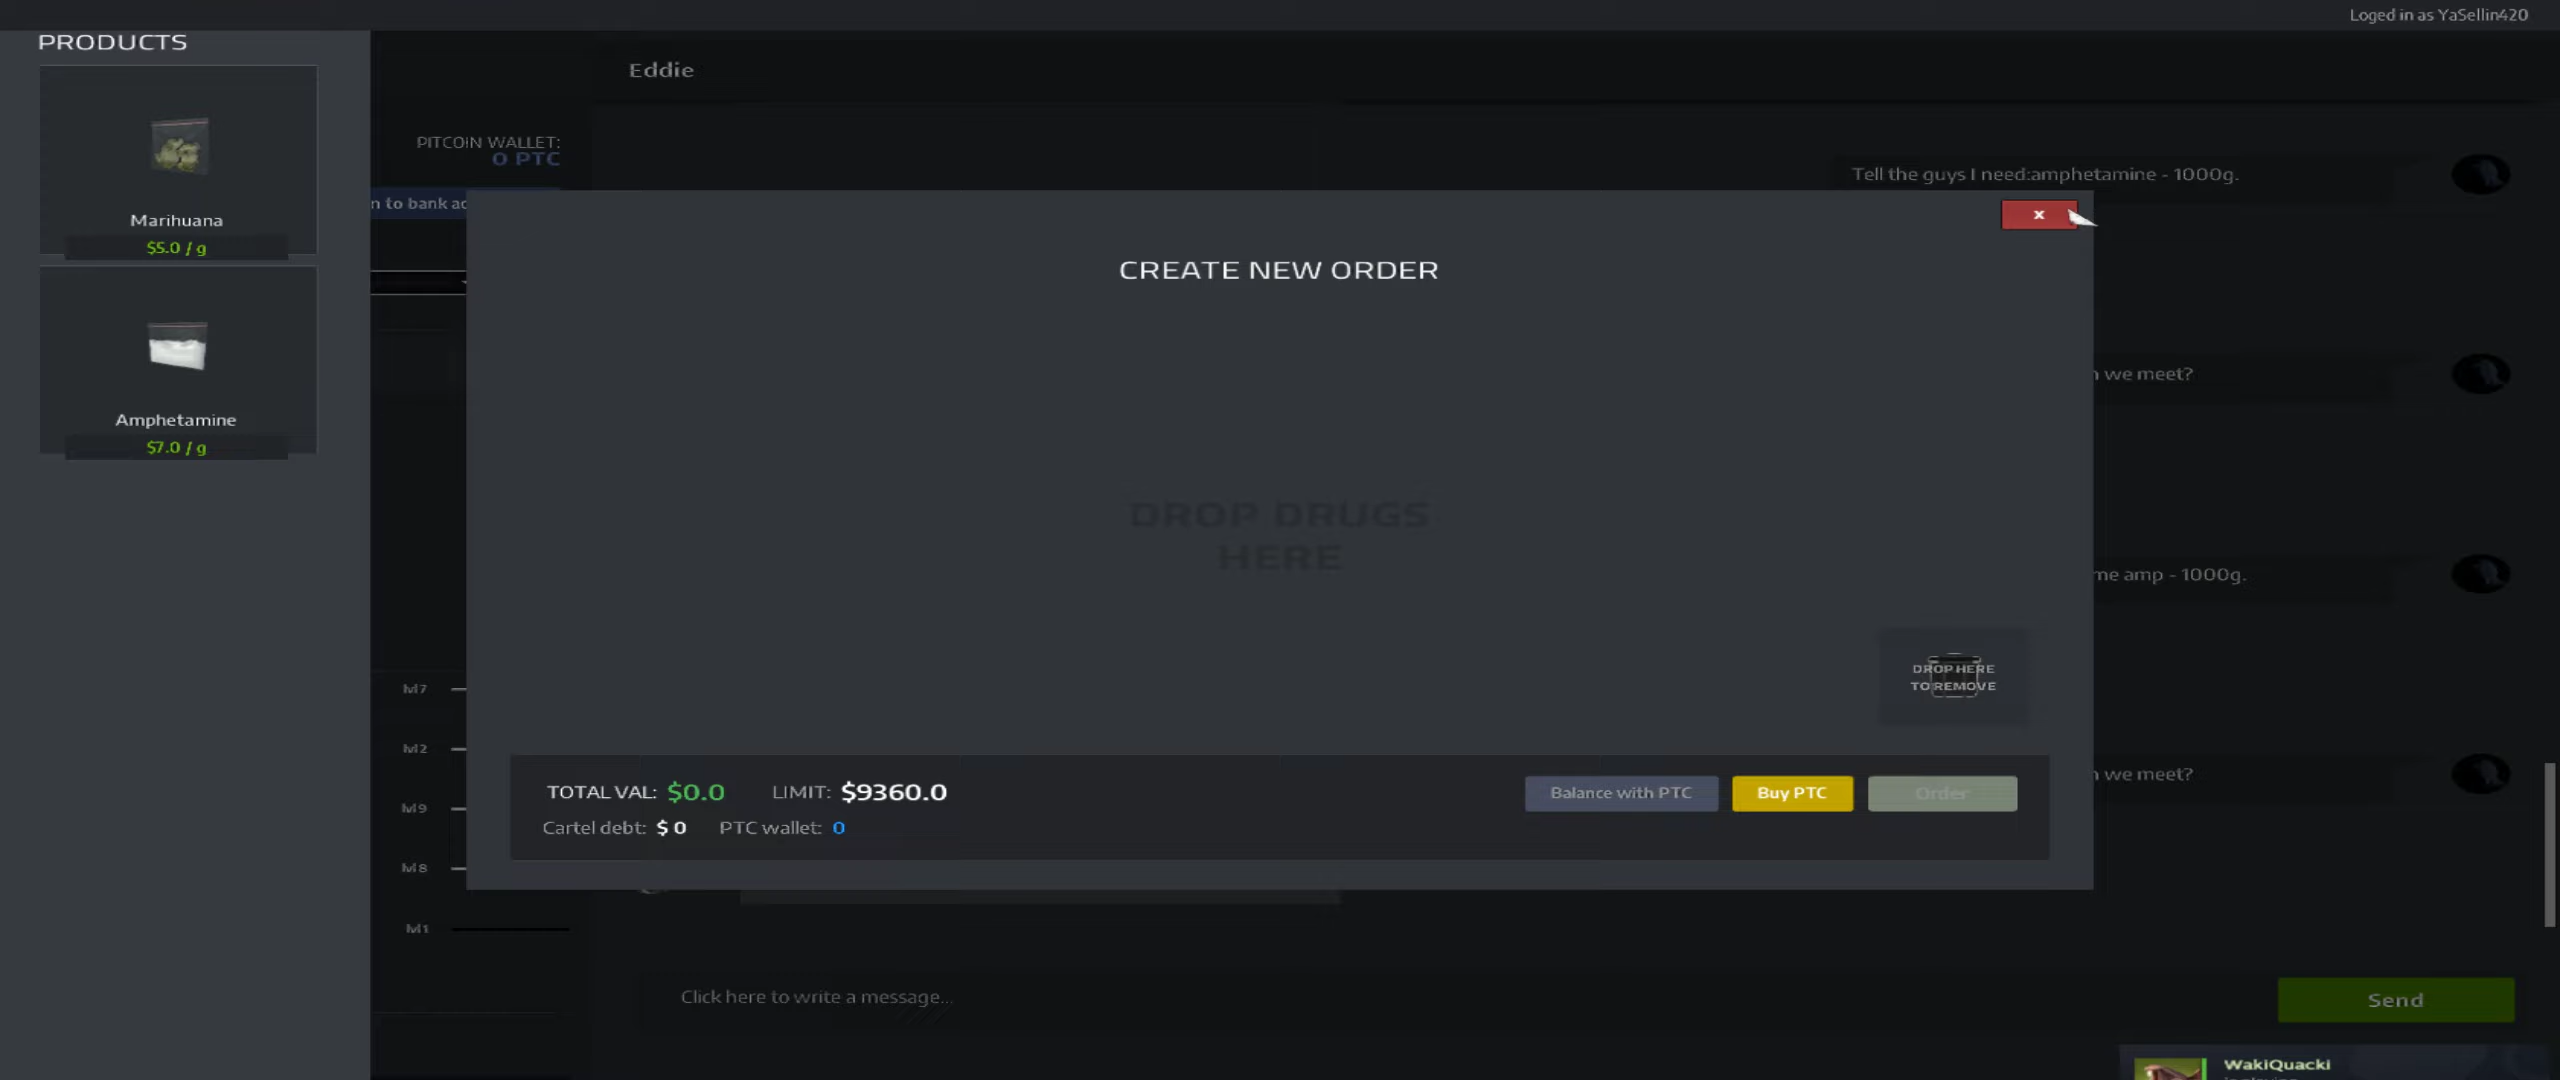 Loged in as YaSellin420
PRODUCTS
Marihuana
$5.0 / g
Amphetamine
$7.0 / g
Eddie
PITCOIN WALLET:
0 PTC
n to bank ac
Tell the guys I need:amphetamine - 1000g.
x
CREATE NEW ORDER
we meet?
DROP DRUGS
HERE
me amp - 1000g.
DROP HERE
TO REMOVE
M7
M2
M9
M8
M1
we meet?
TOTAL VAL: $0.0 LIMIT: $9360.0
Cartel debt: $ 0 PTC wallet: 0
Balance with PTC
Buy PTC
Order
Click here to write a message...
Send
WakiQuacki